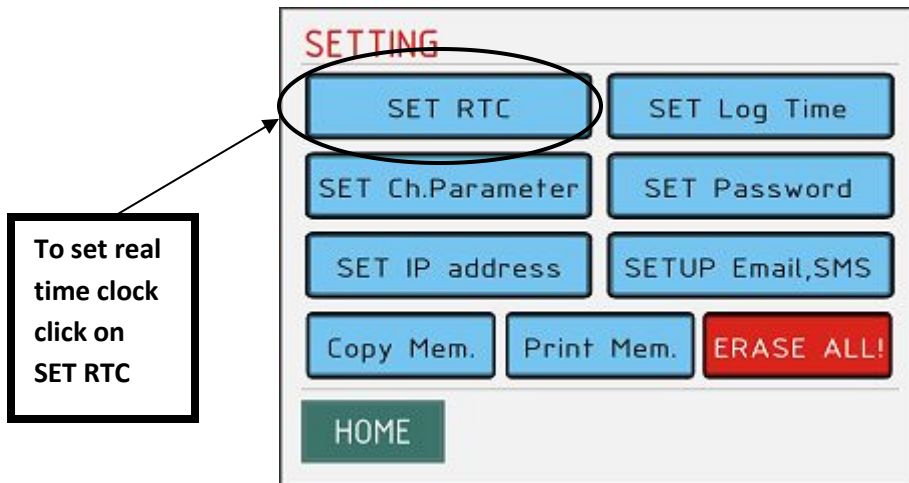 SETTING
SET RTC
SET Log Time
SET Ch.Parameter
SET Password
To set real
time clock
click on
SET RTC
SET IP address
SETUP Email,SMS
Copy Mem.
Print Mem.
ERASE ALL!
HOME